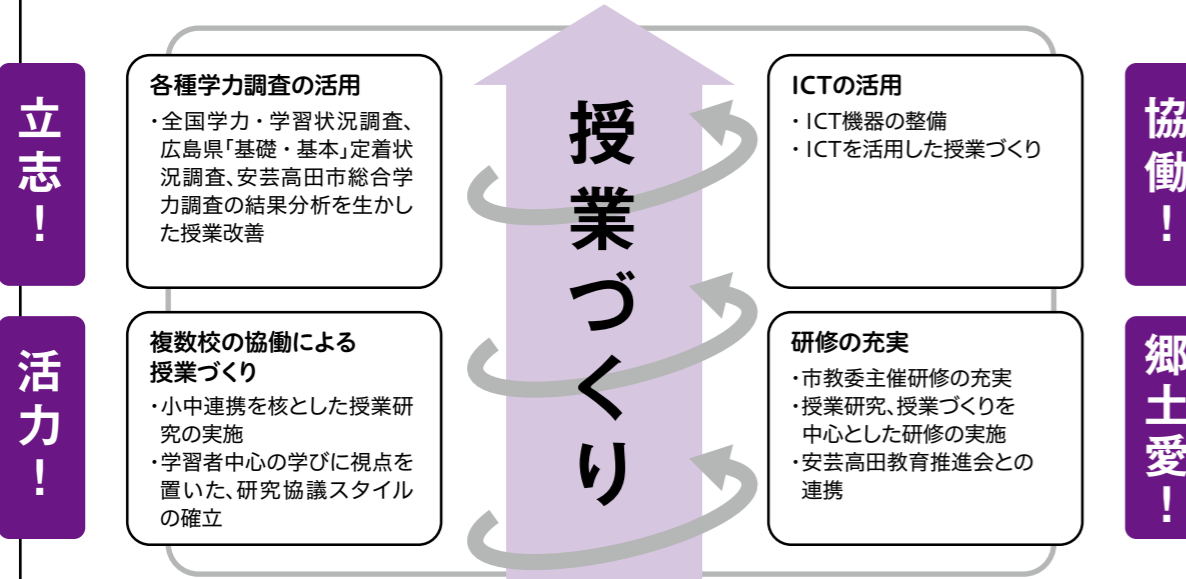 立志！
各種学力調査の活用
・全国学力・学習状況調査、
広島県「基礎・基本」定着状
況調査、安芸高田市総合学
力調査の結果分析を生かし
た授業改善
授業づくり
ICTの活用
・ICT機器の整備
・ICTを活用した授業づくり
協働！
活力！
複数校の協働による
授業づくり
・小中連携を核とした授業研
究の実施
・学習者中心の学びに視点を
置いた、研究協議スタイル
の確立
研修の充実
・市教委主催研修の充実
・授業研究、授業づくりを
中心とした研修の実施
・安芸高田教育推進会との
連携
郷土愛！